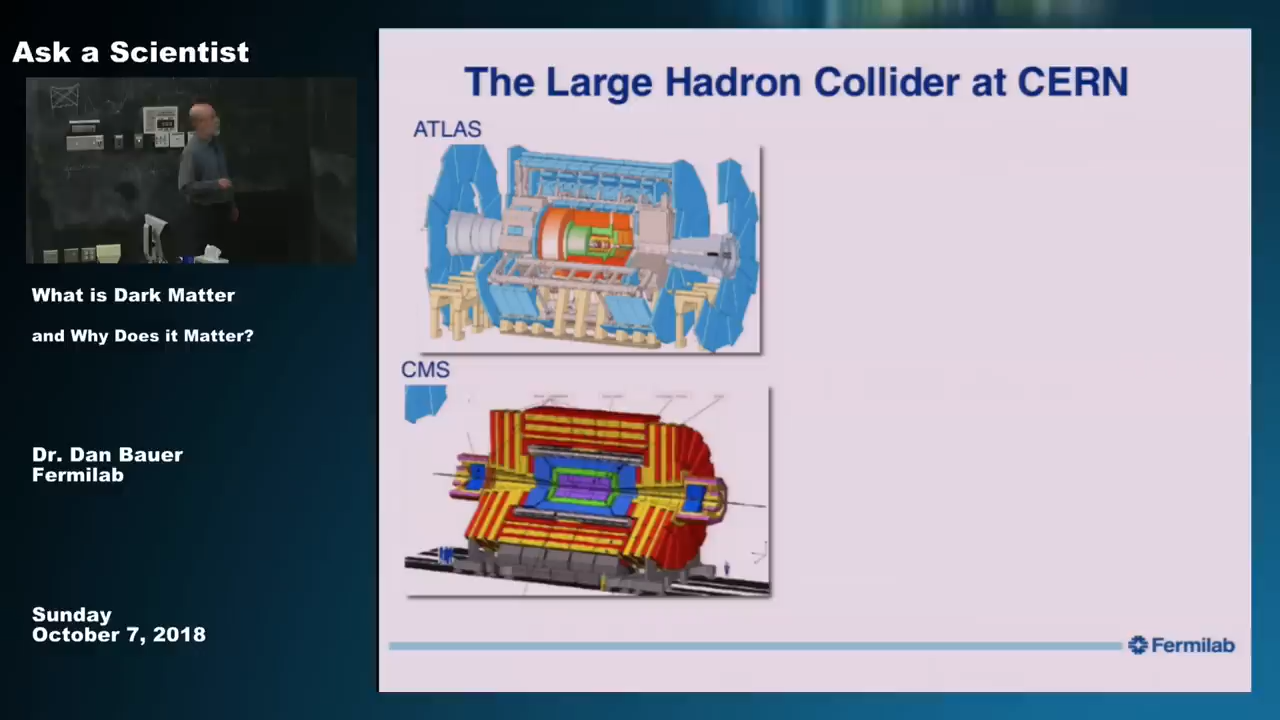 Ask a Scientist
What is Dark Matter
and Why Does it Matter?
Dr. Dan Bauer
Fermilab
Sunday
October 7, 2018
The Large Hadron Collider at CERN
ATLAS
CMS
Fermilab